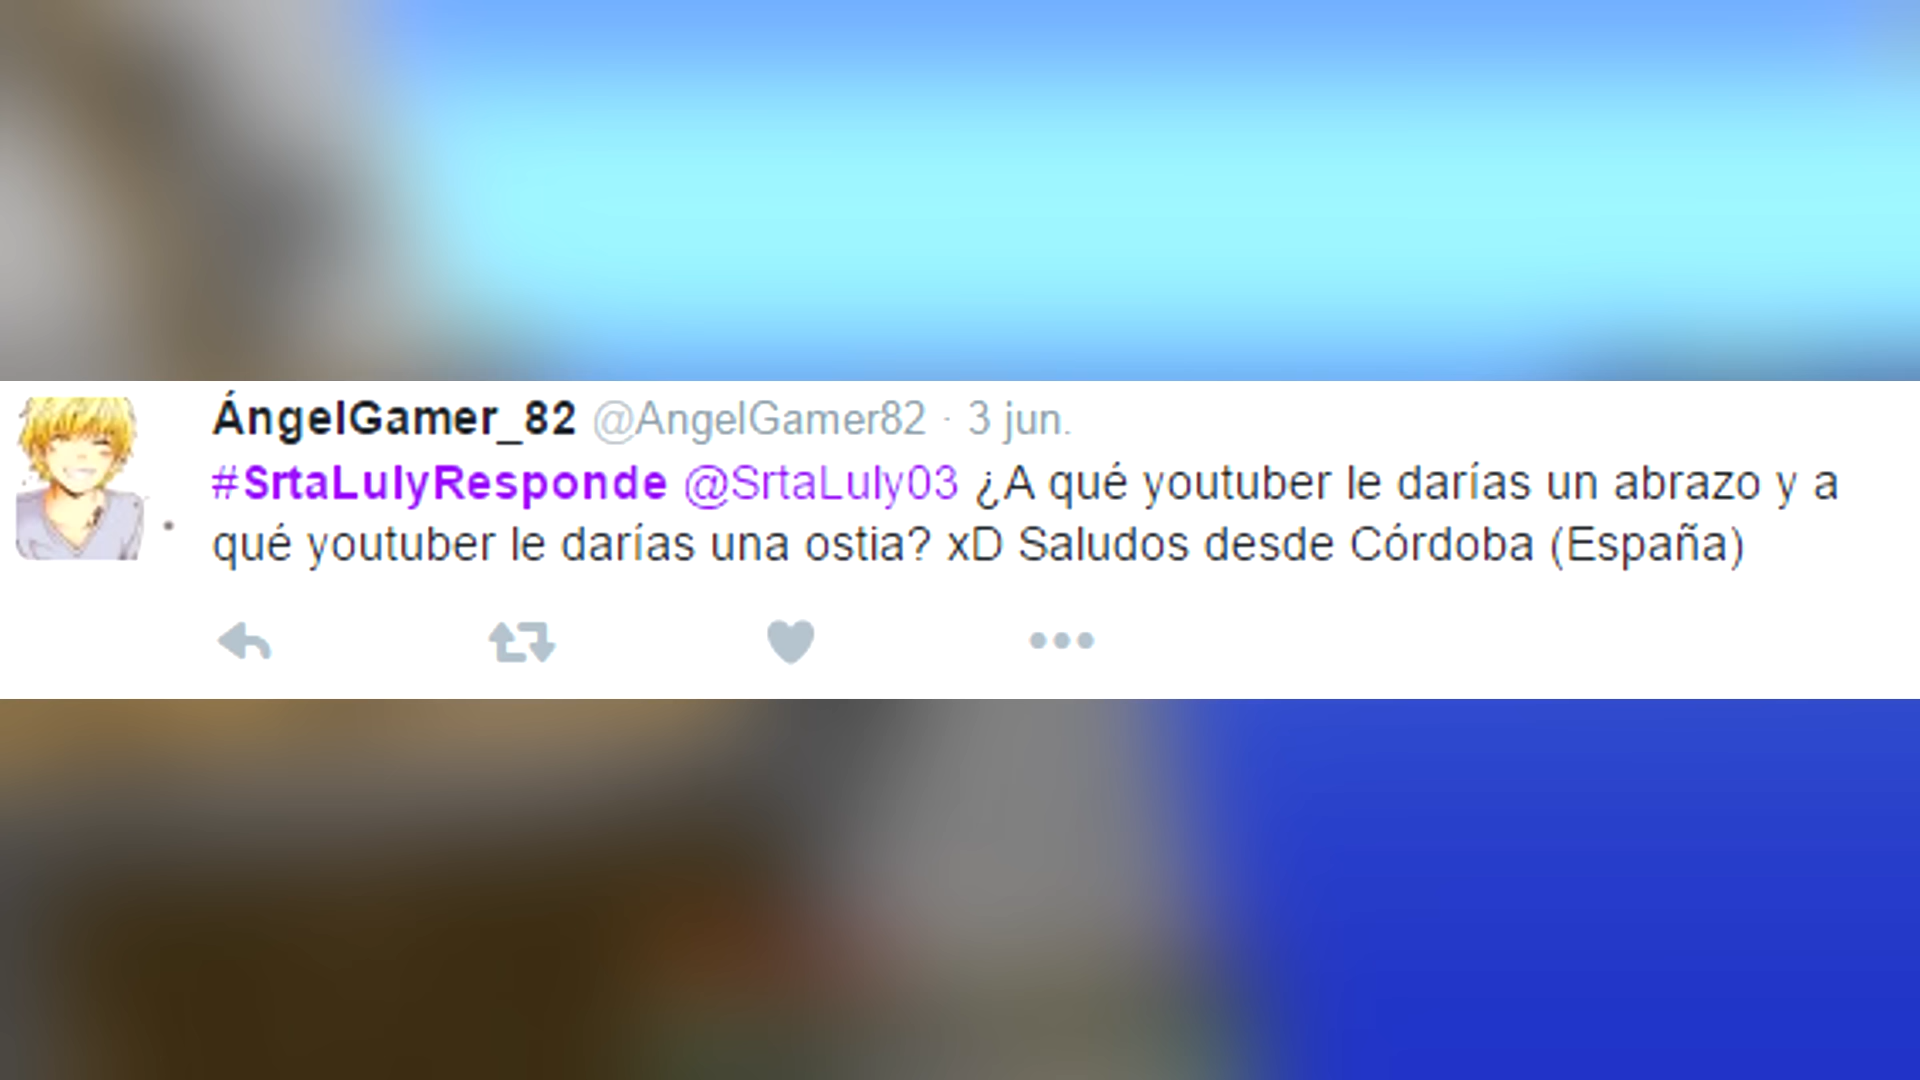 ÁngelGamer_82 @AngelGamer82 · 3 jun.
#SrtaLulyResponde @SrtaLuly03 ¿A qué youtuber le darías un abrazo y a
qué youtuber le darías una ostia? xD Saludos desde Córdoba (España)